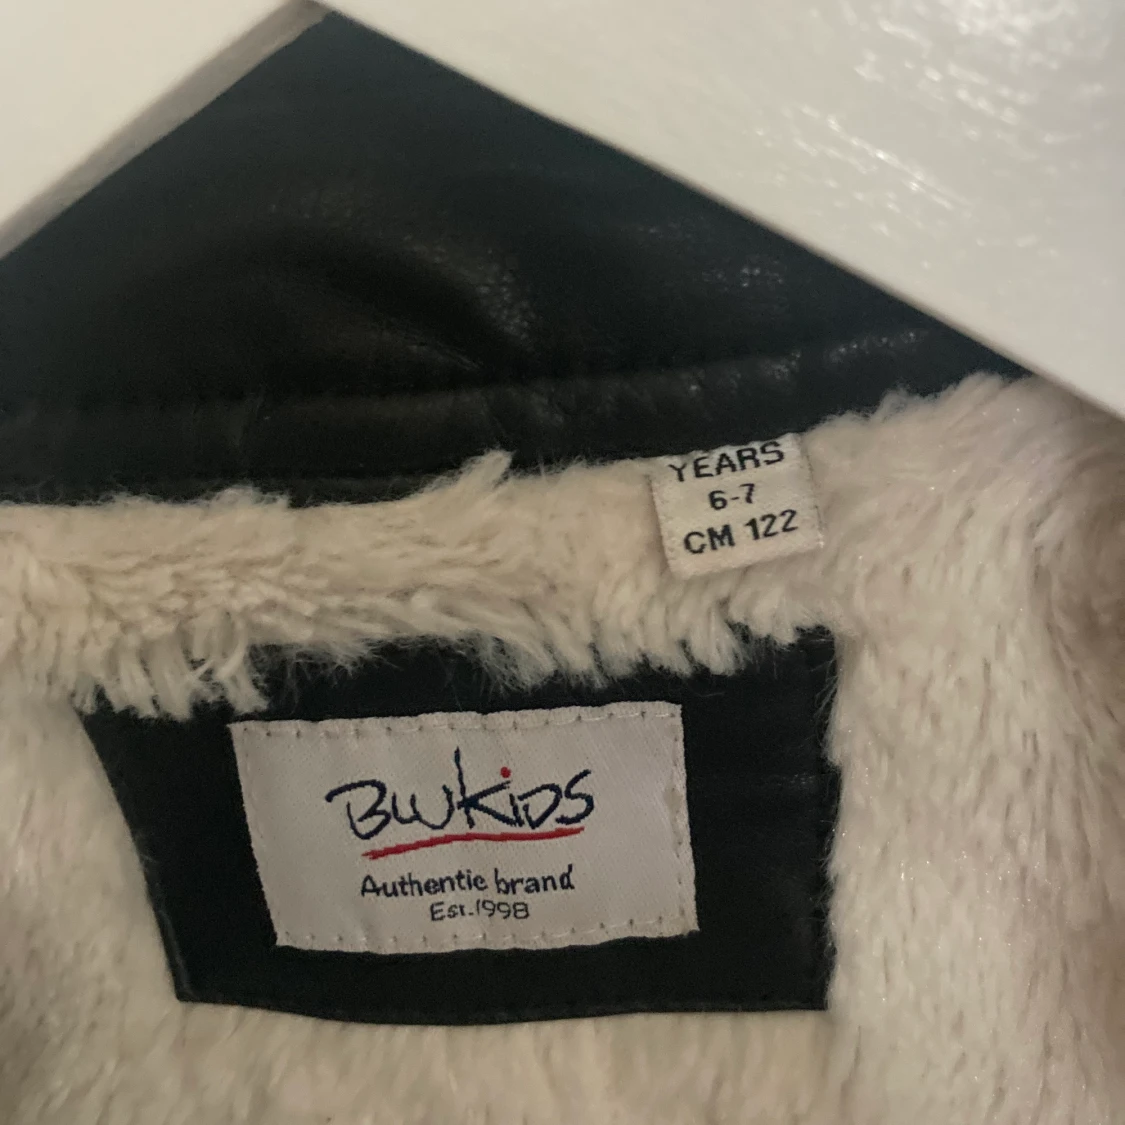 YEARS
6-7
CM 122
BLUKiDS
Authentic brand
Est.1998